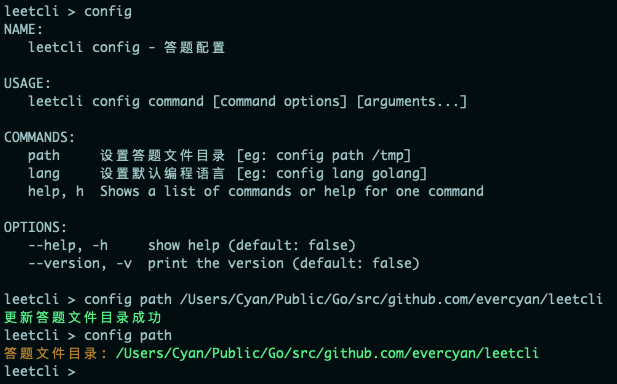 leetcli > config
NAME:
leetcli config - 答题配置
USAGE:
leetcli config command [command options] [arguments...]
COMMANDS:
path 设置答题文件目录 [eg: config path /tmp]
lang 设置默认编程语言 [eg: config lang golang]
help, h Shows a list of commands or help for one command
OPTIONS:
--help, -h show help (default: false)
--version, -v print the version (default: false)
leetcli > config path /Users/Cyan/Public/Go/src/github.com/evercyan/leetcli
更新答题文件目录成功
leetcli > config path
答题文件目录: /Users/Cyan/Public/Go/src/github.com/evercyan/leetcli
leetcli >